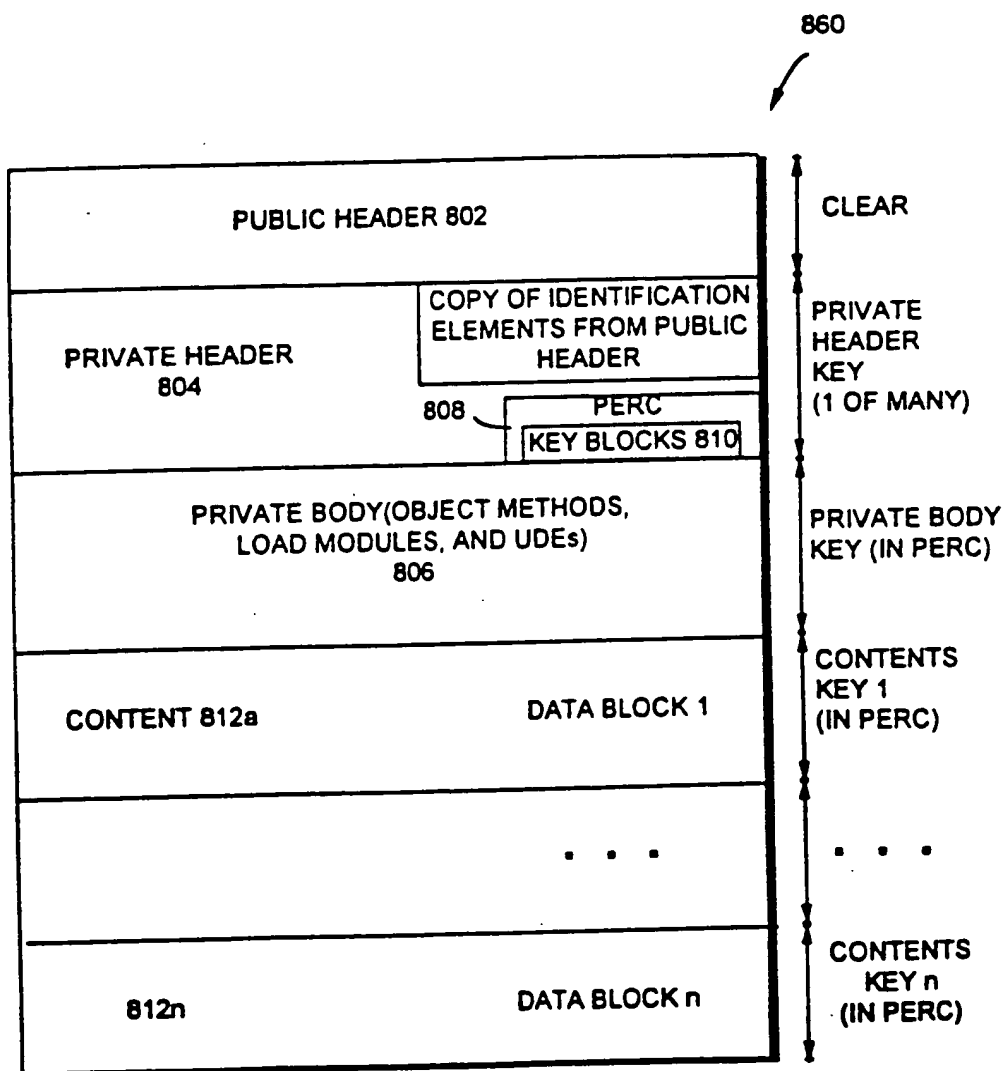 860
PUBLIC HEADER 802
CLEAR
PRIVATE HEADER
804
COPY OF IDENTIFICATION
ELEMENTS FROM PUBLIC
HEADER
808
PERC
KEY BLOCKS 810
PRIVATE
HEADER
KEY
(1 OF MANY)
PRIVATE BODY(OBJECT METHODS,
LOAD MODULES, AND UDEs)
806
PRIVATE BODY
KEY (IN PERC)
CONTENT 812a
DATA BLOCK 1
CONTENTS
KEY 1
(IN PERC)
. . .
. . .
812n
DATA BLOCK n
CONTENTS
KEY n
(IN PERC)